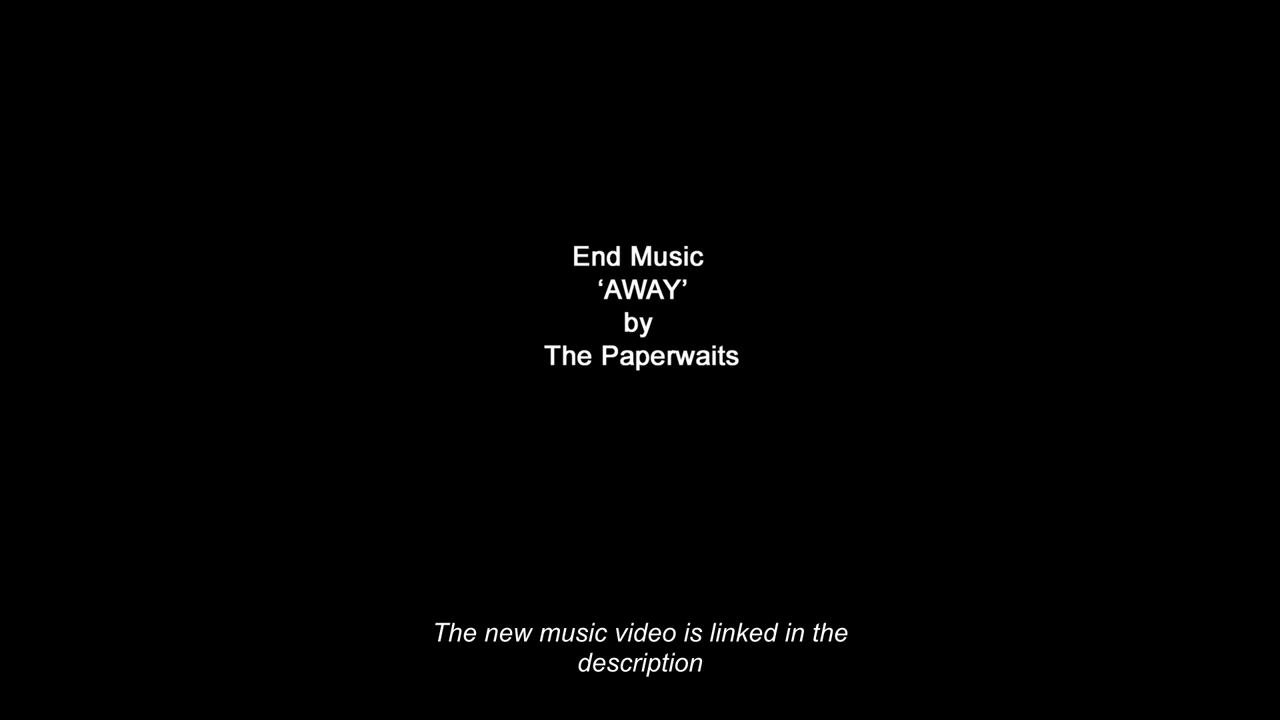 End Music
‘AWAY’
by
The Paperwaits
The new music video is linked in the
description